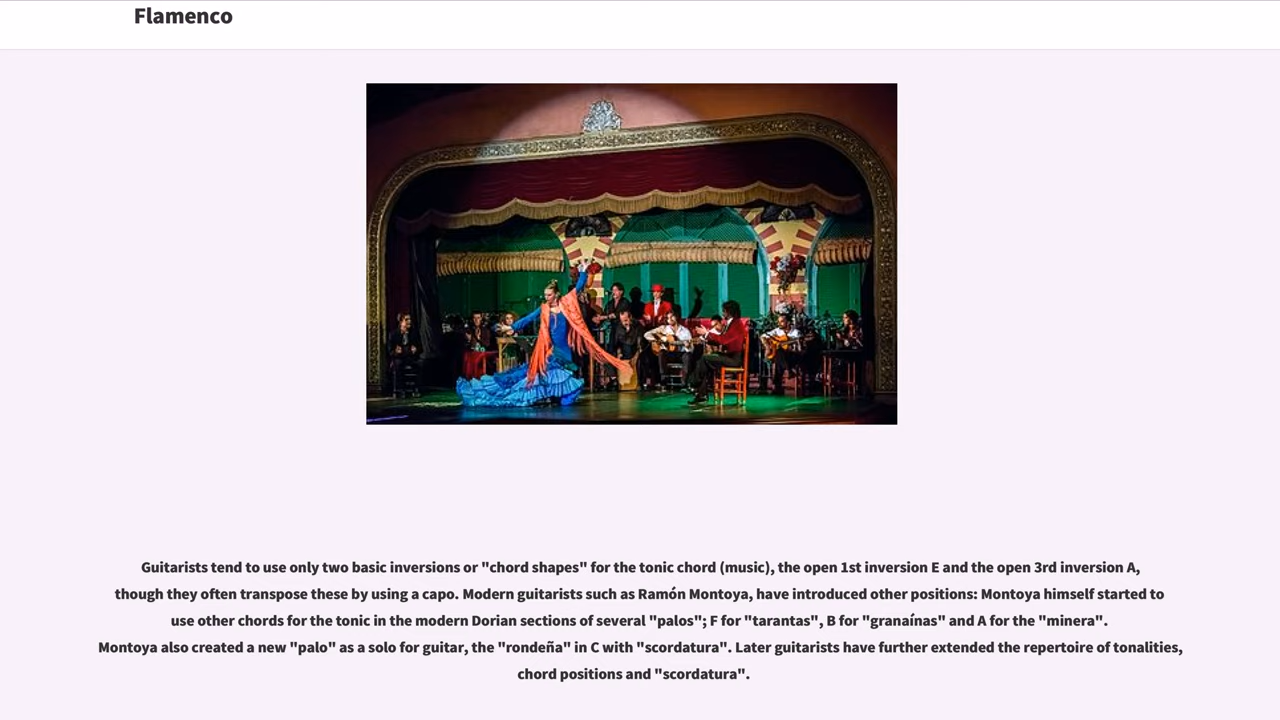 Flamenco
Guitarists tend to use only two basic inversions or "chord shapes" for the tonic chord (music), the open 1st inversion E and the open 3rd inversion A,
though they often transpose these by using a capo. Modern guitarists such as Ramón Montoya, have introduced other positions: Montoya himself started to
use other chords for the tonic in the modern Dorian sections of several "palos"; F for "tarantas", B for "granaínas" and A for the "minera".
Montoya also created a new "palo" as a solo for guitar, the "rondeña" in C with "scordatura". Later guitarists have further extended the repertoire of tonalities,
chord positions and "scordatura".